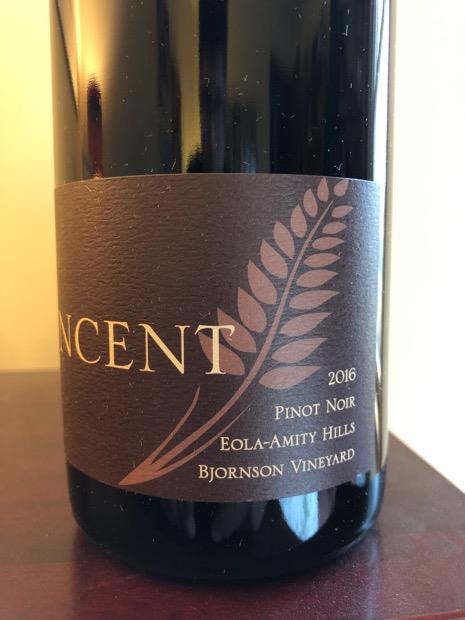 NCENT
2016
PINOT NOIR
EOLA-AMITY HILLS
BJORNSON VINEYARD